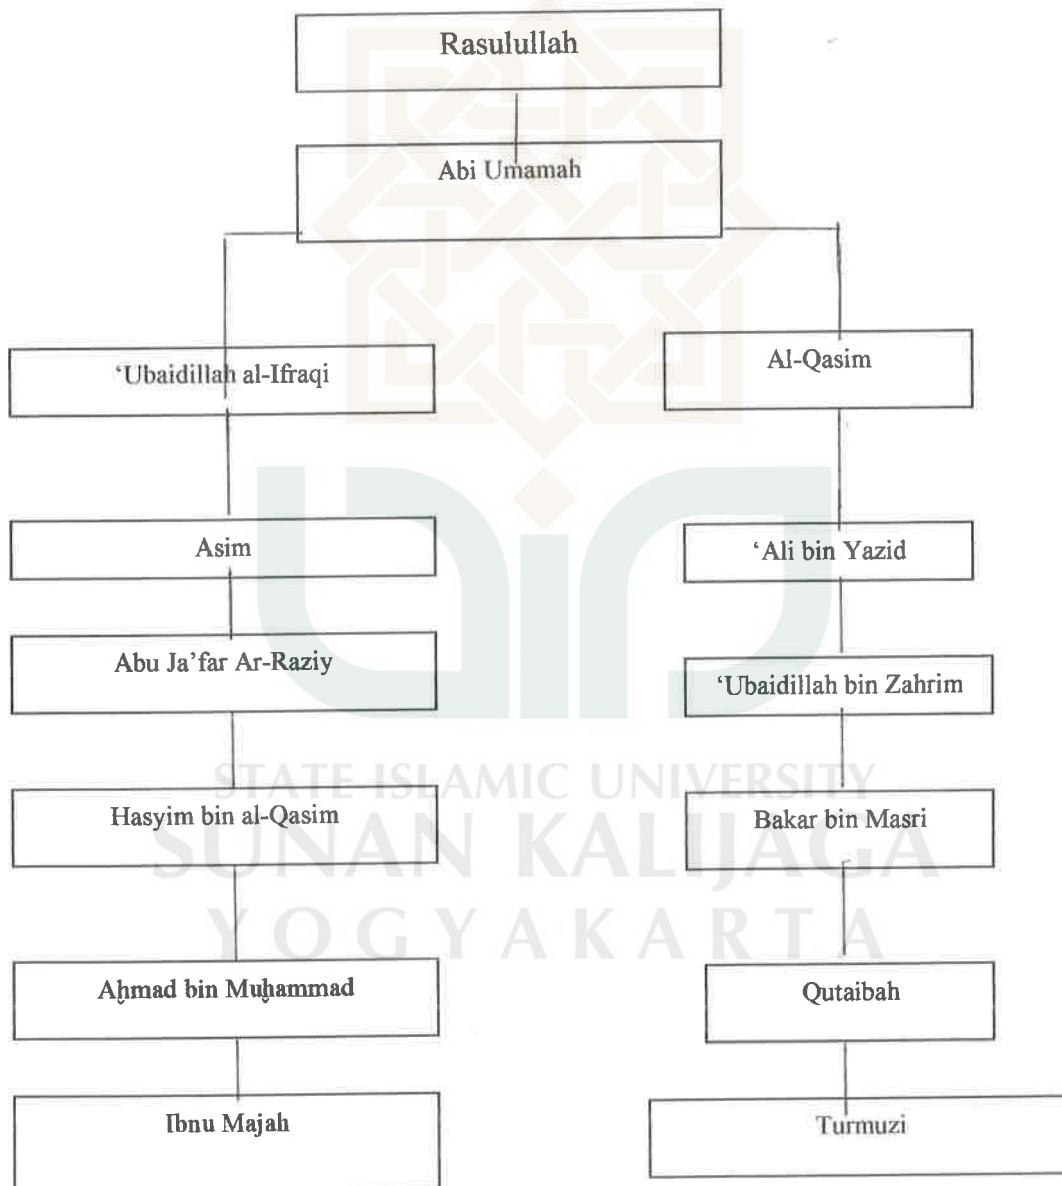 Rasulullah
Abi Umamah
‘Ubaidillah al-Ifraqi
Al-Qasim
Asim
‘Ali bin Yazid
Abu Ja’far Ar-Raziy
‘Ubaidillah bin Zahrim
STATE ISLAMIC UNIVERSITY
Hasyim bin al-Qasim
Bakar bin Masri
SUNAN KALIJAGA
YOGYAKARTA
Aḥmad bin Muḥammad
Qutaibah
Ibnu Majah
Turmuzi